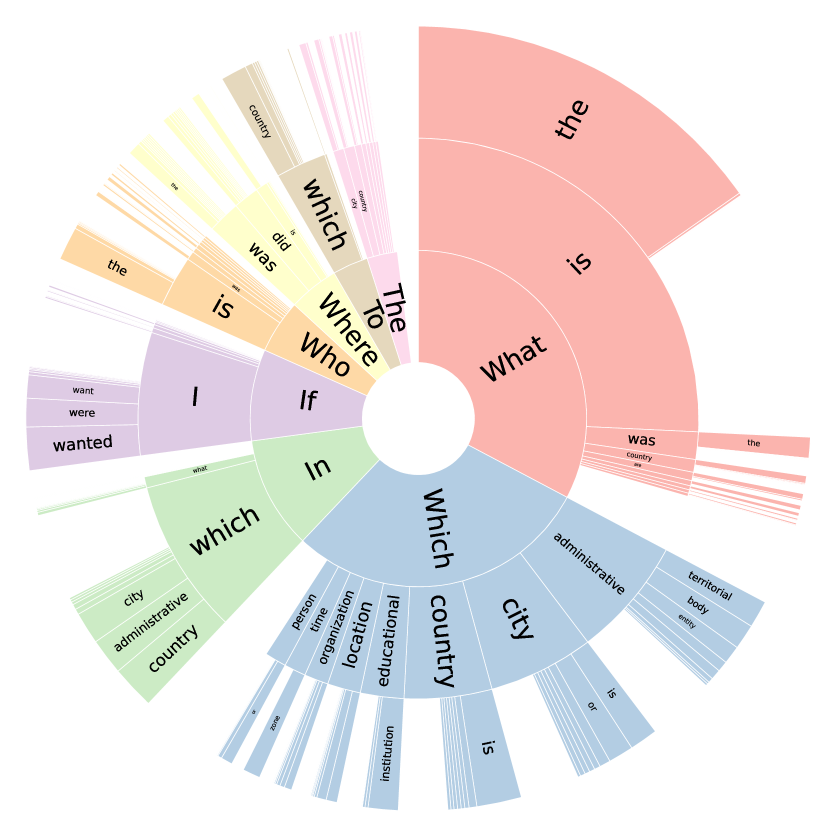 What
is
the
was
the
country
are
Which
administrative
territorial
body
entity
city
is
or
country
is
educational
institution
location
organization
time
zone
person
is
In
which
country
administrative
city
what
If
I
wanted
were
want
Who
is
the
was
Where
was
the
did
is
To
which
country
The
city
country